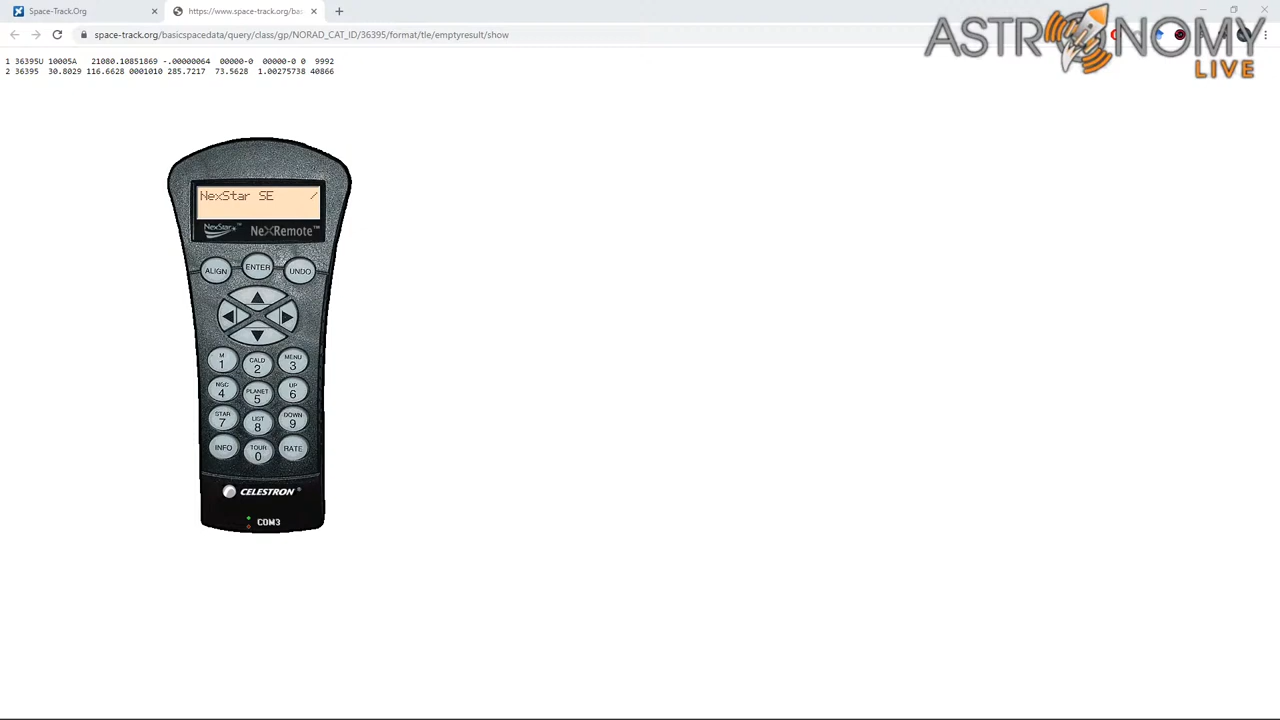 Space-Track.Org
https://www.space-track.org/bas
space-track.org/basicspacedata/query/class/gp/NORAD_CAT_ID/36395/format/tle/emptyresult/show
ASTRONOMY
LIVE
1 36395U 10005A   21080.10851869 -.00000064  00000-0  00000-0 0  9992
2 36395  30.8029 116.6628 0001010 285.7217  73.5628  1.00275738 40866
NexStar SE /
NexStar NeXRemote™
ALIGN ENTER UNDO
M 1 CALD 2 MENU 3
NGC 4 PLANET 5 UP 6
STAR 7 LIST 8 DOWN 9
INFO TOUR 0 RATE
CELESTRON®
COM3